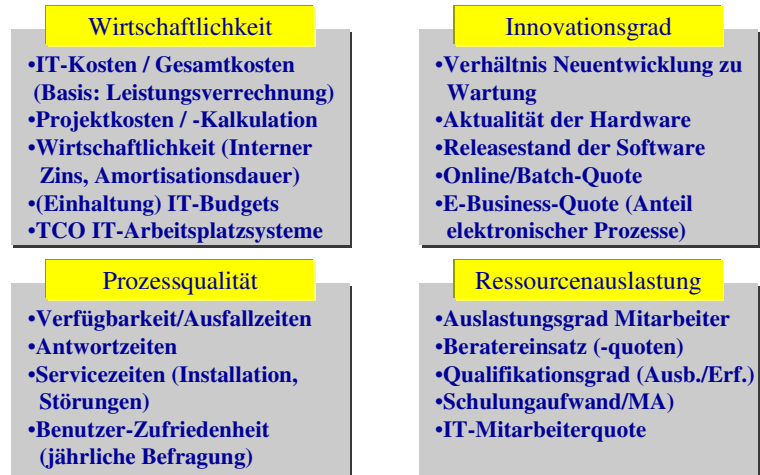 Wirtschaftlichkeit
•IT-Kosten / Gesamtkosten
(Basis: Leistungsverrechnung)
•Projektkosten / -Kalkulation
•Wirtschaftlichkeit (Interner
Zins, Amortisationsdauer)
•(Einhaltung) IT-Budgets
•TCO IT-Arbeitsplatzsysteme
Innovationsgrad
•Verhältnis Neuentwicklung zu
Wartung
•Aktualität der Hardware
•Releasestand der Software
•Online/Batch-Quote
•E-Business-Quote (Anteil
elektronischer Prozesse)
Prozessqualität
•Verfügbarkeit/Ausfallzeiten
•Antwortzeiten
•Servicezeiten (Installation,
Störungen)
•Benutzer-Zufriedenheit
(jährliche Befragung)
Ressourcenauslastung
•Auslastungsgrad Mitarbeiter
•Beratereinsatz (-quoten)
•Qualifikationsgrad (Ausb./Erf.)
•Schulungaufwand/MA)
•IT-Mitarbeiterquote